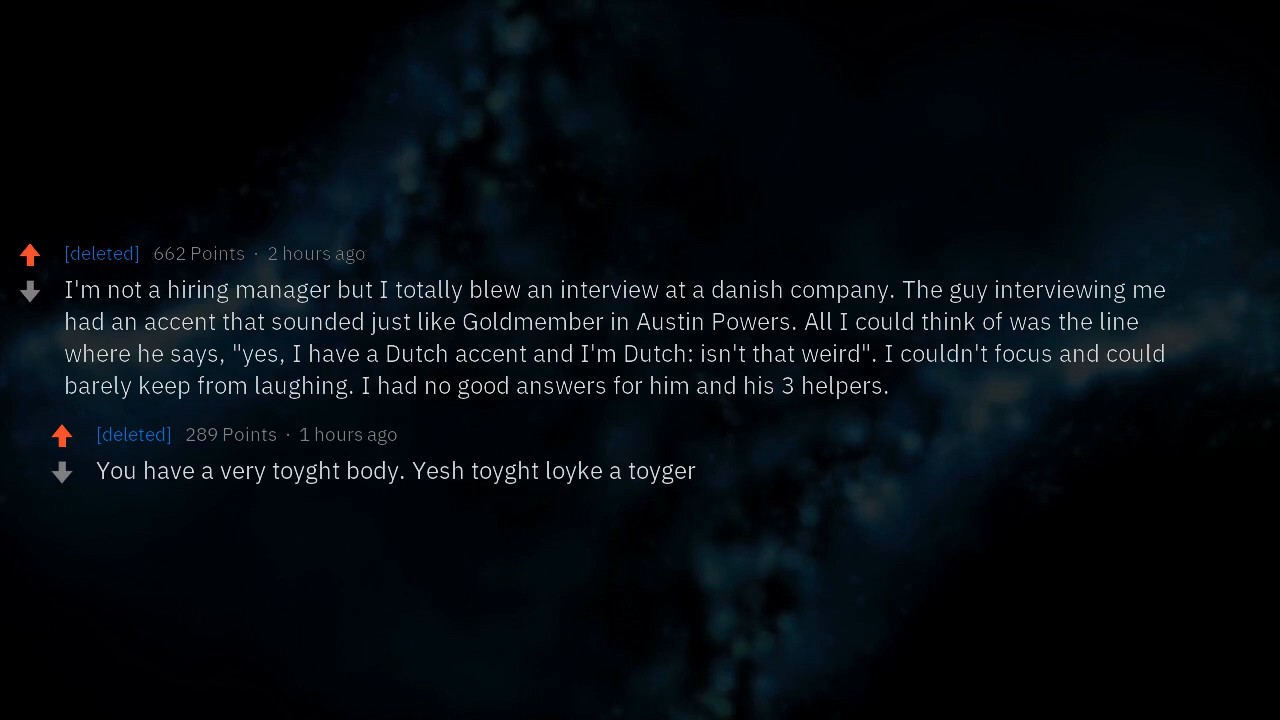 [deleted] 662 Points · 2 hours ago
I'm not a hiring manager but I totally blew an interview at a danish company. The guy interviewing me
had an accent that sounded just like Goldmember in Austin Powers. All I could think of was the line
where he says, "yes, I have a Dutch accent and I'm Dutch: isn't that weird". I couldn't focus and could
barely keep from laughing. I had no good answers for him and his 3 helpers.
[deleted] 289 Points · 1 hours ago
You have a very toyght body. Yesh toyght loyke a toyger